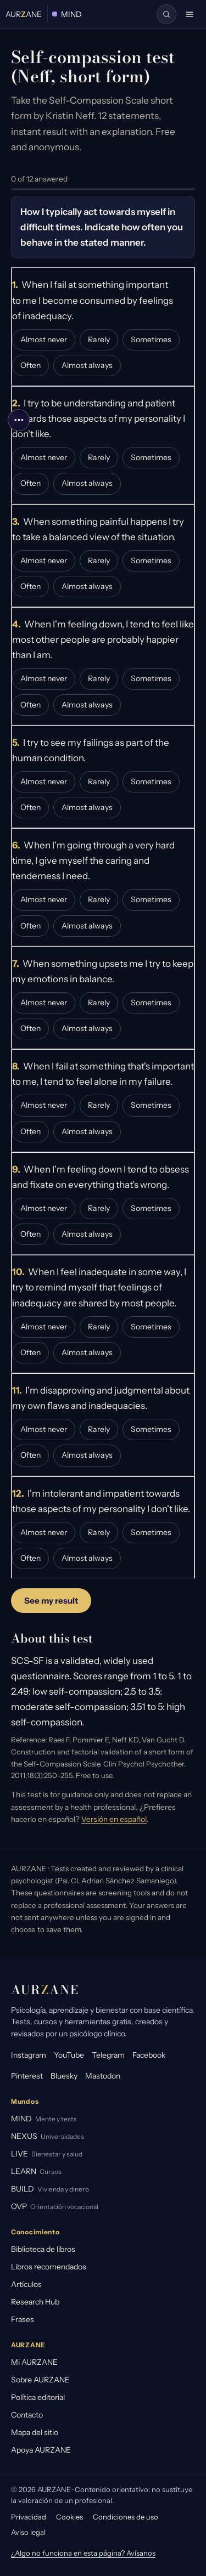 AURZANE MIND
Self-compassion test
(Neff, short form)
Take the Self-Compassion Scale short
form by Kristin Neff. 12 statements,
instant result with an explanation. Free
and anonymous.
0 of 12 answered
How I typically act towards myself in
difficult times. Indicate how often you
behave in the stated manner.
1. When I fail at something important
to me I become consumed by feelings
of inadequacy.
Almost never Rarely Sometimes
Often Almost always
2. I try to be understanding and patient
ards those aspects of my personality I
don't like.
Almost never Rarely Sometimes
Often Almost always
3. When something painful happens I try
to take a balanced view of the situation.
Almost never Rarely Sometimes
Often Almost always
4. When I'm feeling down, I tend to feel like
most other people are probably happier
than I am.
Almost never Rarely Sometimes
Often Almost always
5. I try to see my failings as part of the
human condition.
Almost never Rarely Sometimes
Often Almost always
6. When I'm going through a very hard
time, I give myself the caring and
tenderness I need.
Almost never Rarely Sometimes
Often Almost always
7. When something upsets me I try to keep
my emotions in balance.
Almost never Rarely Sometimes
Often Almost always
8. When I fail at something that's important
to me, I tend to feel alone in my failure.
Almost never Rarely Sometimes
Often Almost always
9. When I'm feeling down I tend to obsess
and fixate on everything that's wrong.
Almost never Rarely Sometimes
Often Almost always
10. When I feel inadequate in some way, I
try to remind myself that feelings of
inadequacy are shared by most people.
Almost never Rarely Sometimes
Often Almost always
11. I'm disapproving and judgmental about
my own flaws and inadequacies.
Almost never Rarely Sometimes
Often Almost always
12. I'm intolerant and impatient towards
those aspects of my personality I don't like.
Almost never Rarely Sometimes
Often Almost always
See my result
About this test
SCS-SF is a validated, widely used
questionnaire. Scores range from 1 to 5. 1 to
2.49: low self-compassion; 2.5 to 3.5:
moderate self-compassion; 3.51 to 5: high
self-compassion.
Reference: Raes F, Pommier E, Neff KD, Van Gucht D.
Construction and factorial validation of a short form of
the Self-Compassion Scale. Clin Psychol Psychother.
2011;18(3):250-255. Free to use.
This test is for guidance only and does not replace an
assessment by a health professional. ¿Prefieres
hacerlo en español? Versión en español.
AURZANE · Tests created and reviewed by a clinical
psychologist (Psi. Cl. Adrian Sánchez Samaniego).
These questionnaires are screening tools and do not
replace a professional assessment. Your answers are
not sent anywhere unless you are signed in and
choose to save them.
AURZANE
Psicología, aprendizaje y bienestar con base científica.
Tests, cursos y herramientas gratis, creados y
revisados por un psicólogo clínico.
Instagram YouTube Telegram Facebook
Pinterest Bluesky Mastodon
Mundos
MIND Mente y tests
NEXUS Universidades
LIVE Bienestar y salud
LEARN Cursos
BUILD Vivienda y dinero
OVP Orientación vocacional
Conocimiento
Biblioteca de libros
Libros recomendados
Artículos
Research Hub
Frases
AURZANE
Mi AURZANE
Sobre AURZANE
Política editorial
Contacto
Mapa del sitio
Apoya AURZANE
© 2026 AURZANE · Contenido orientativo: no sustituye
la valoración de un profesional.
Privacidad Cookies Condiciones de uso
Aviso legal
¿Algo no funciona en esta página? Avísanos